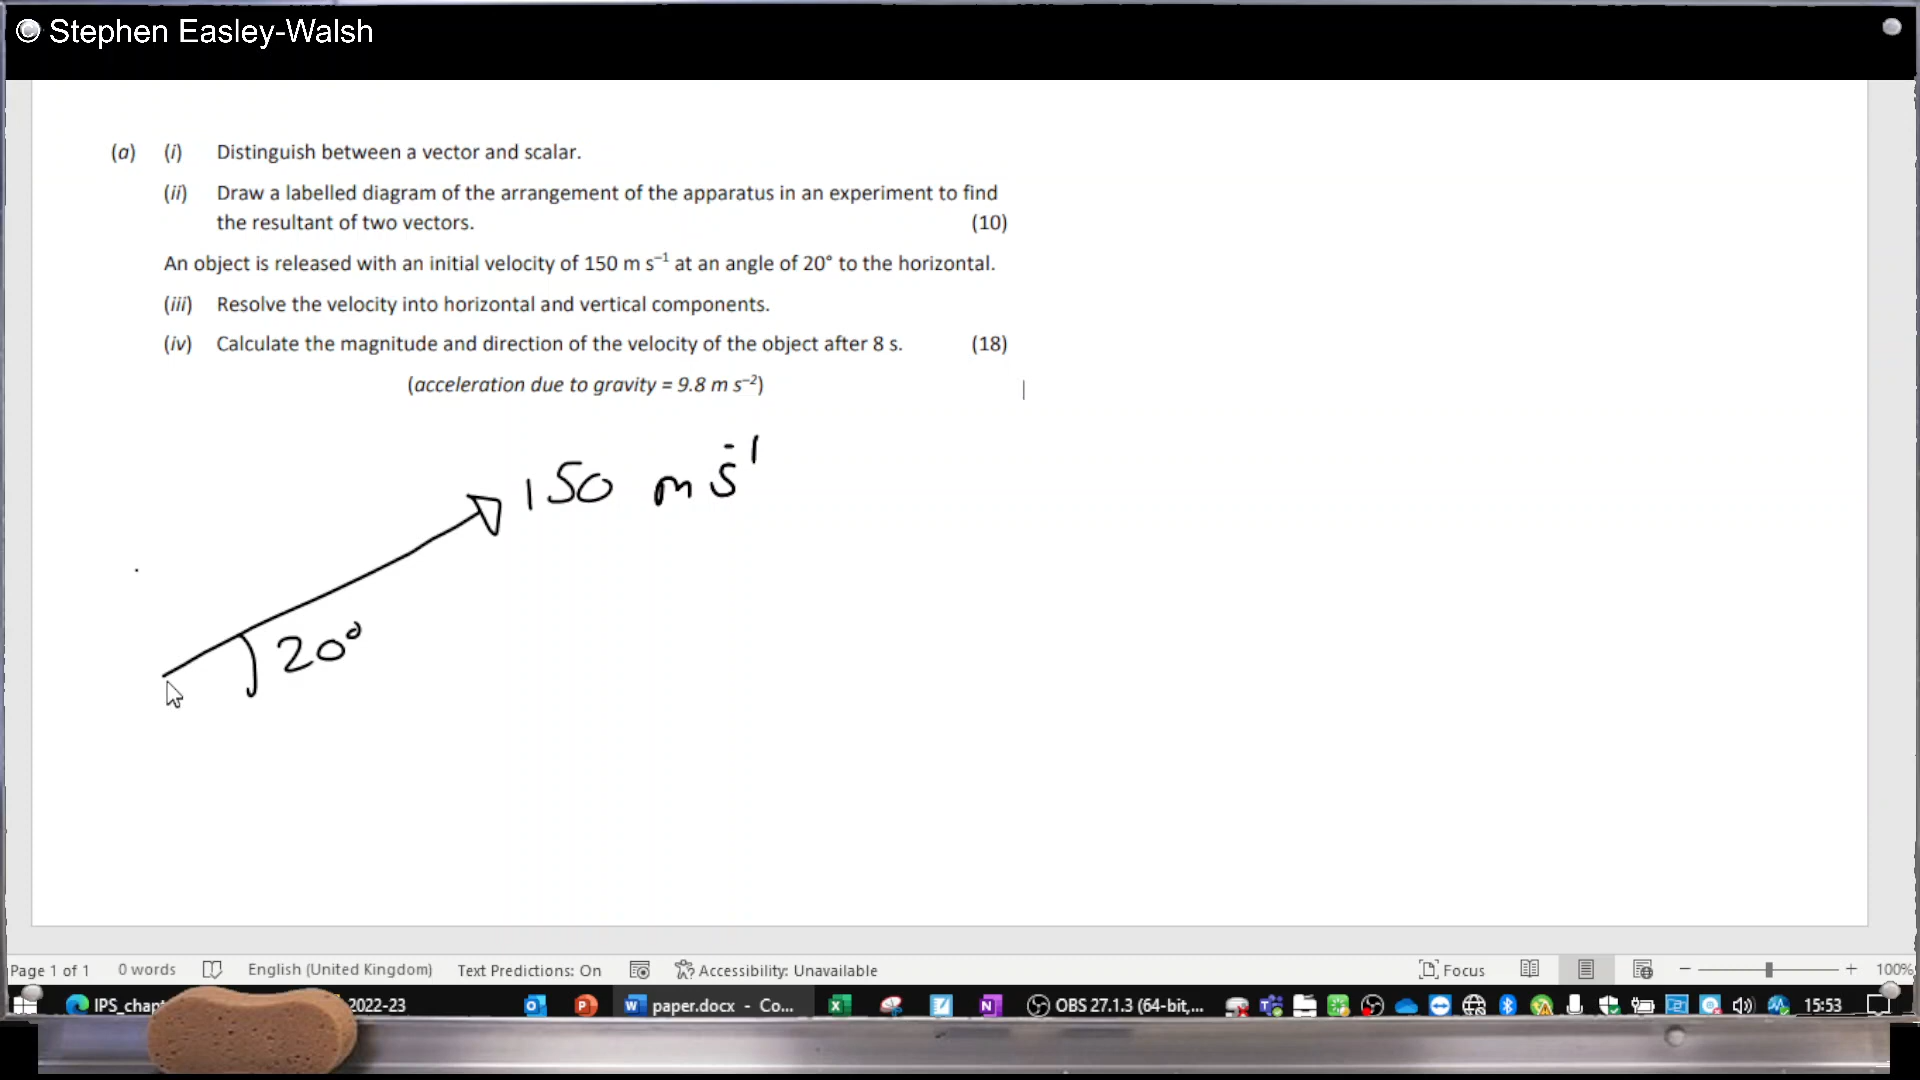 Stephen Easley-Walsh
(a) (i) Distinguish between a vector and scalar.
(ii) Draw a labelled diagram of the arrangement of the apparatus in an experiment to find
the resultant of two vectors. (10)
An object is released with an initial velocity of 150 m s⁻¹ at an angle of 20° to the horizontal.
(iii) Resolve the velocity into horizontal and vertical components.
(iv) Calculate the magnitude and direction of the velocity of the object after 8 s. (18)
(acceleration due to gravity = 9.8 m s⁻²)
150 m s⁻¹
20°
Page 1 of 1 0 words English (United Kingdom) Text Predictions: On Accessibility: Unavailable Focus 100%
IPS_chap 2022-23 paper.docx - Co... OBS 27.1.3 (64-bit,... 15:53